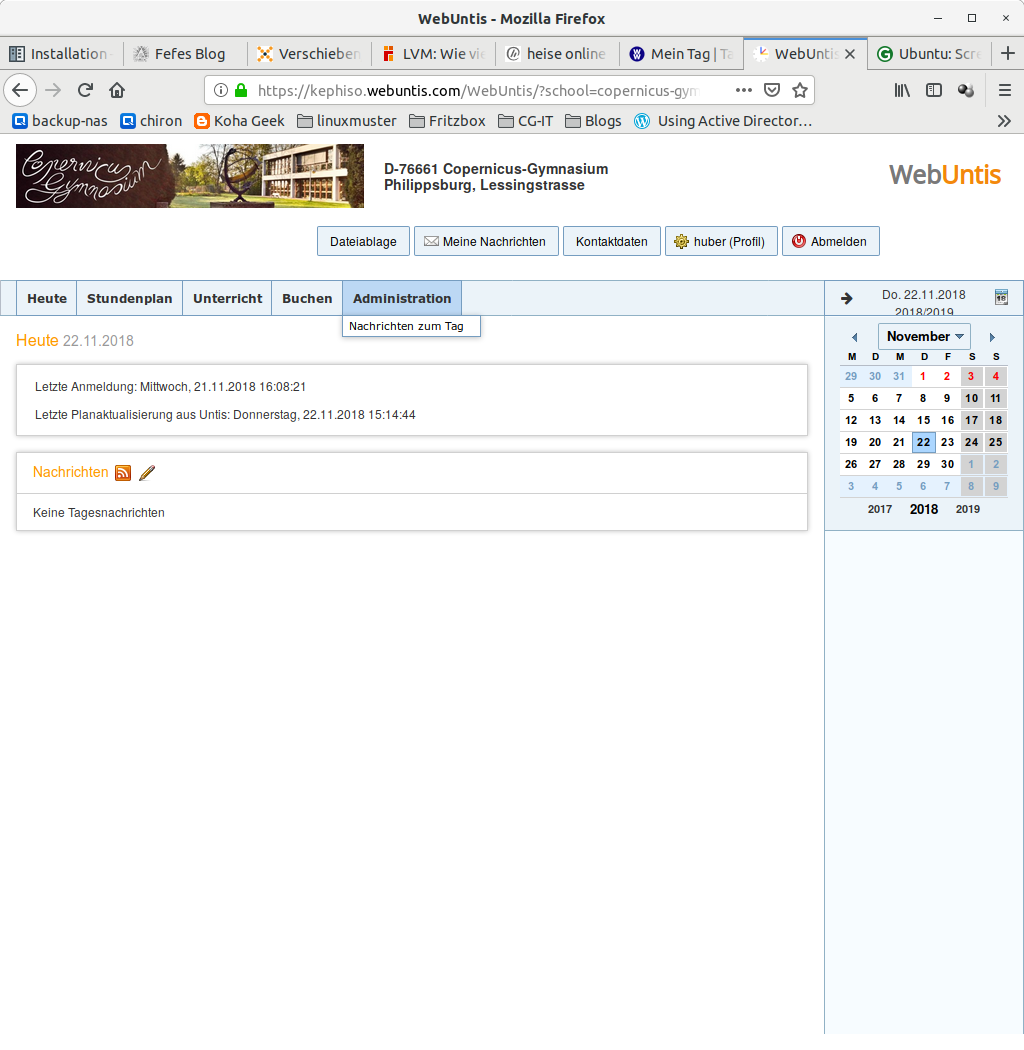 WebUntis - Mozilla Firefox
Installation
Fefes Blog
Verschieben
LVM: Wie vie
heise online
Mein Tag | Ta
WebUntis
Ubuntu: Scre
https://kephiso.webuntis.com/WebUntis/?school=copernicus-gym
backup-nas
chiron
Koha Geek
linuxmuster
Fritzbox
CG-IT
Blogs
Using Active Director…
Copernicus
Gymnasium
D-76661 Copernicus-Gymnasium
Philippsburg, Lessingstrasse
WebUntis
Dateiablage
Meine Nachrichten
Kontaktdaten
huber (Profil)
Abmelden
Heute
Stundenplan
Unterricht
Buchen
Administration
Nachrichten zum Tag
Do. 22.11.2018
2018/2019
Heute 22.11.2018
Letzte Anmeldung: Mittwoch, 21.11.2018 16:08:21
Letzte Planaktualisierung aus Untis: Donnerstag, 22.11.2018 15:14:44
Nachrichten
Keine Tagesnachrichten
November
M D M D F S S
29 30 31 1 2 3 4
5 6 7 8 9 10 11
12 13 14 15 16 17 18
19 20 21 22 23 24 25
26 27 28 29 30 1 2
3 4 5 6 7 8 9
2017 2018 2019